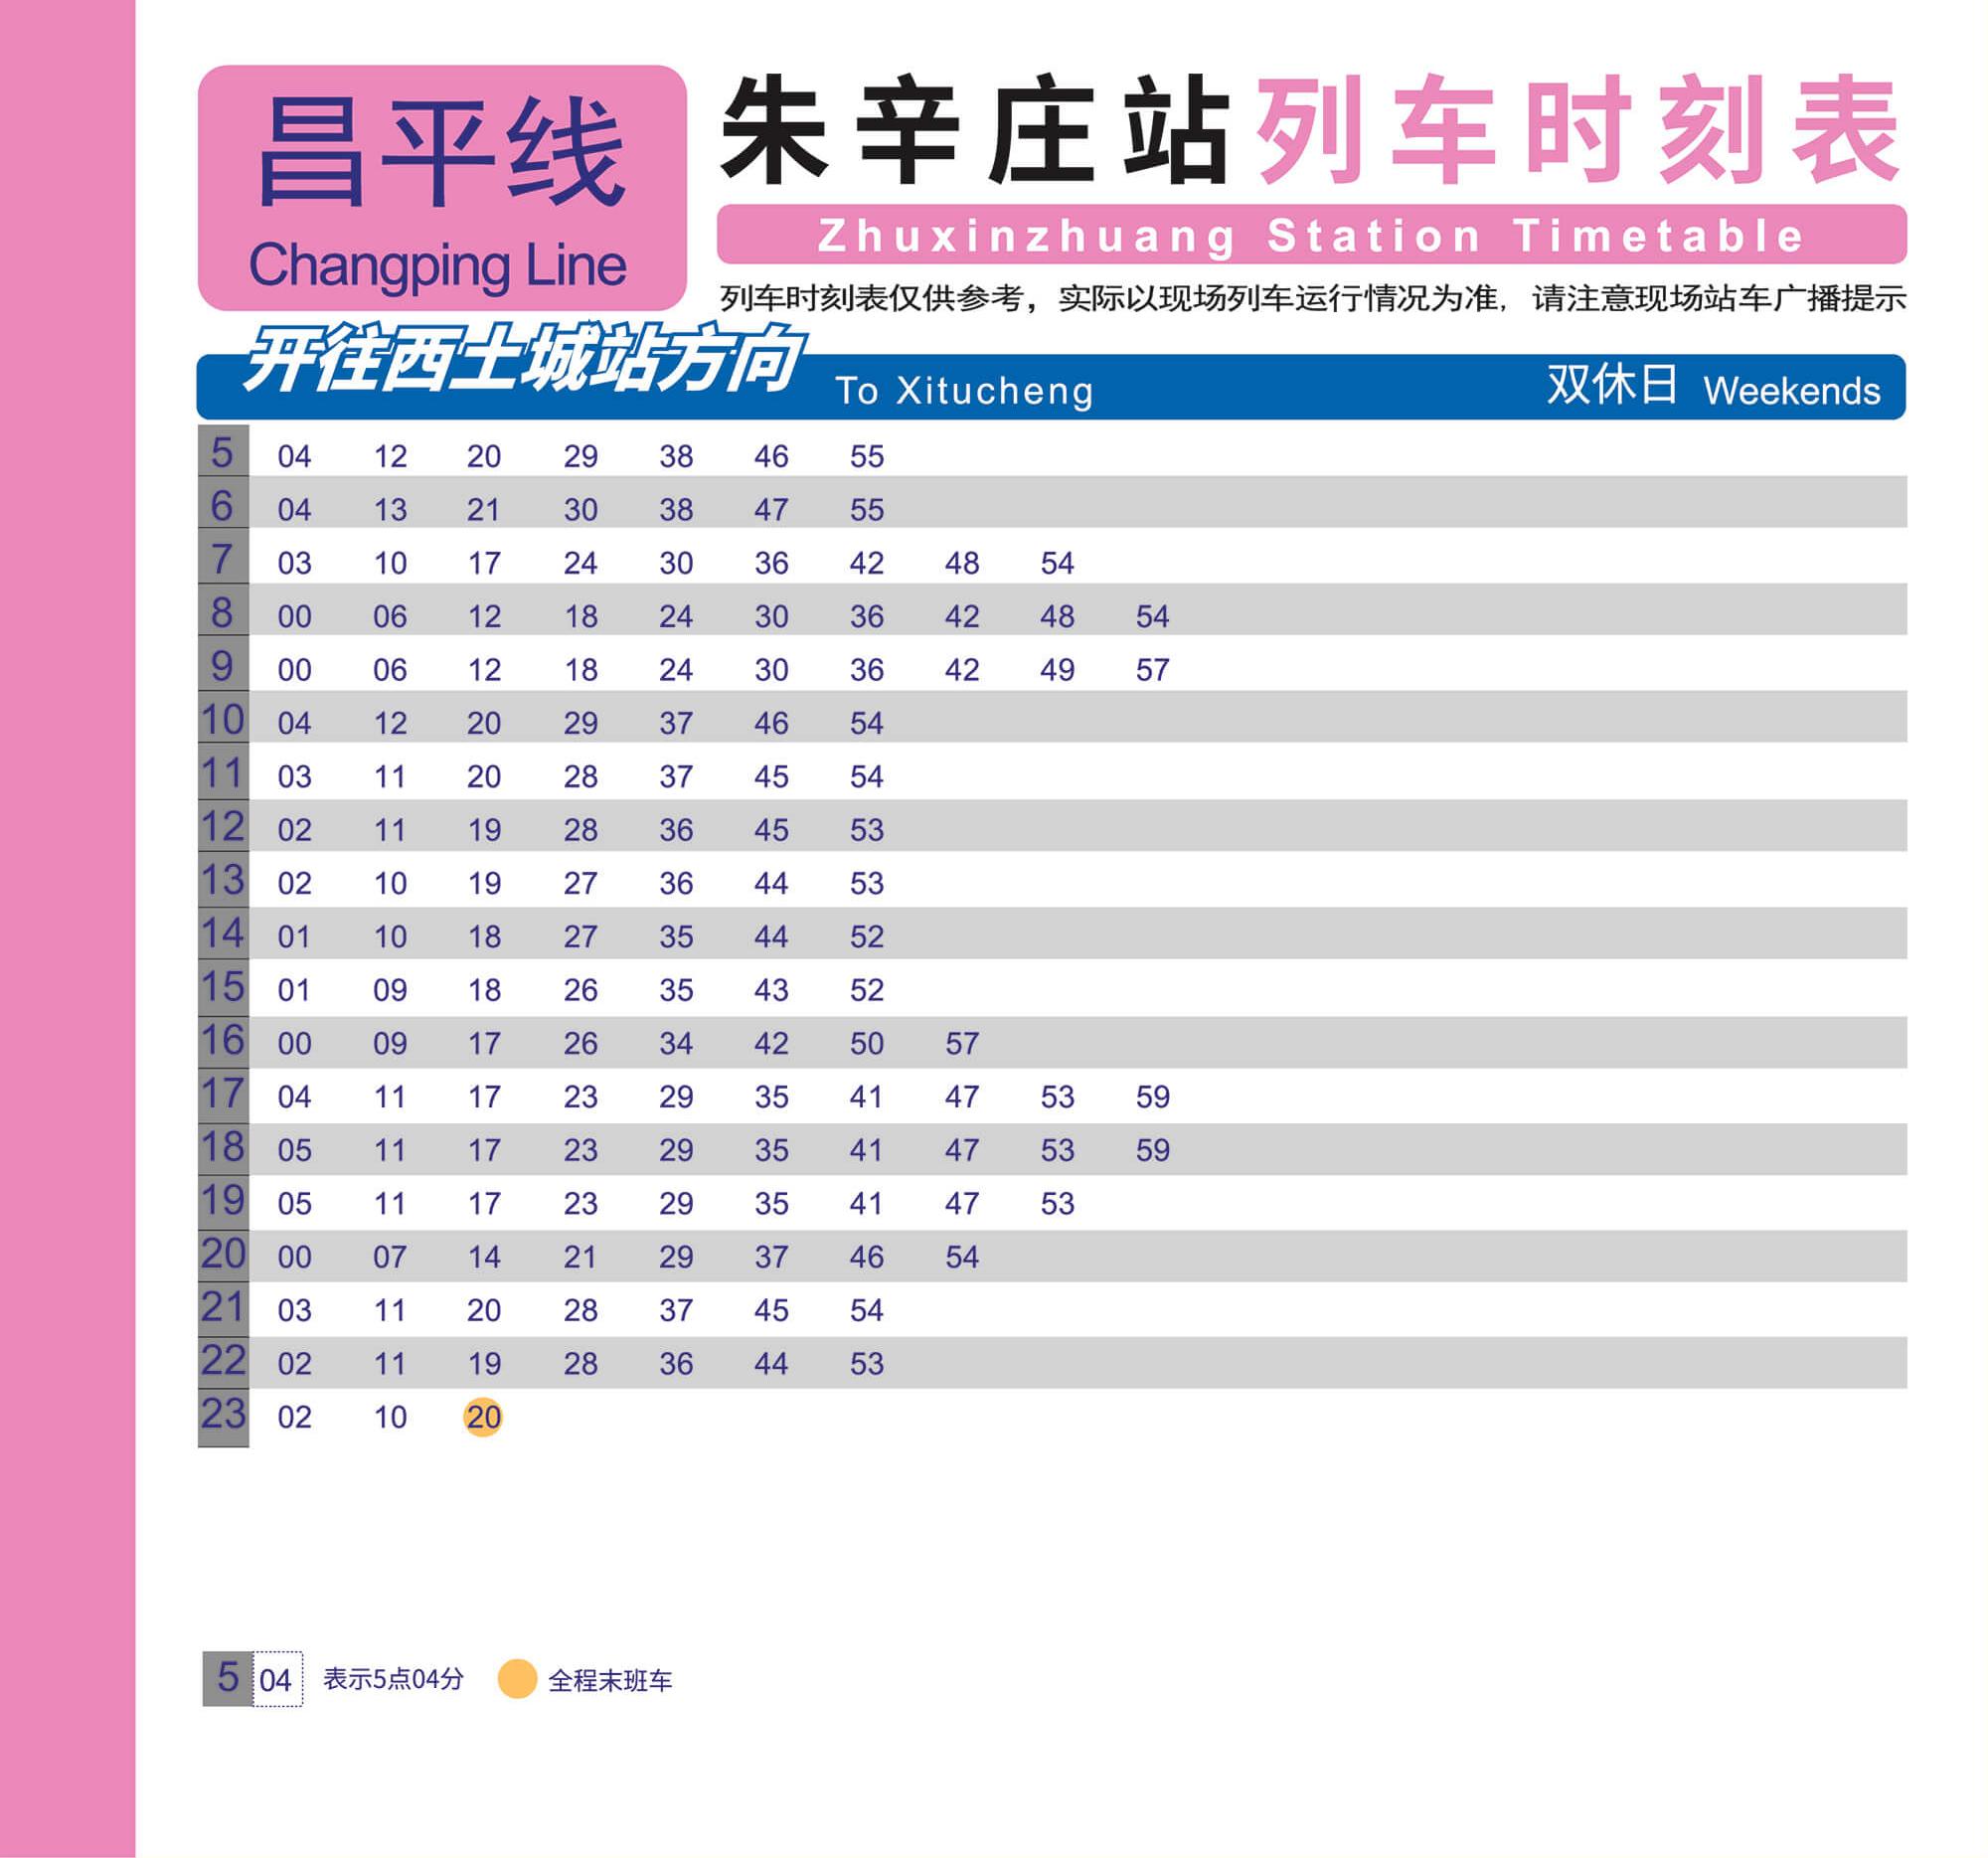 昌平线
Changping Line
朱辛庄站列车时刻表
Zhuxinzhuang Station Timetable
列车时刻表仅供参考，实际以现场列车运行情况为准，请注意现场站车广播提示
开往西土城站方向 To Xitucheng 双休日 Weekends
5 04 12 20 29 38 46 55
6 04 13 21 30 38 47 55
7 03 10 17 24 30 36 42 48 54
8 00 06 12 18 24 30 36 42 48 54
9 00 06 12 18 24 30 36 42 49 57
10 04 12 20 29 37 46 54
11 03 11 20 28 37 45 54
12 02 11 19 28 36 45 53
13 02 10 19 27 36 44 53
14 01 10 18 27 35 44 52
15 01 09 18 26 35 43 52
16 00 09 17 26 34 42 50 57
17 04 11 17 23 29 35 41 47 53 59
18 05 11 17 23 29 35 41 47 53 59
19 05 11 17 23 29 35 41 47 53
20 00 07 14 21 29 37 46 54
21 03 11 20 28 37 45 54
22 02 11 19 28 36 44 53
23 02 10 20
5 04 表示5点04分 全程末班车